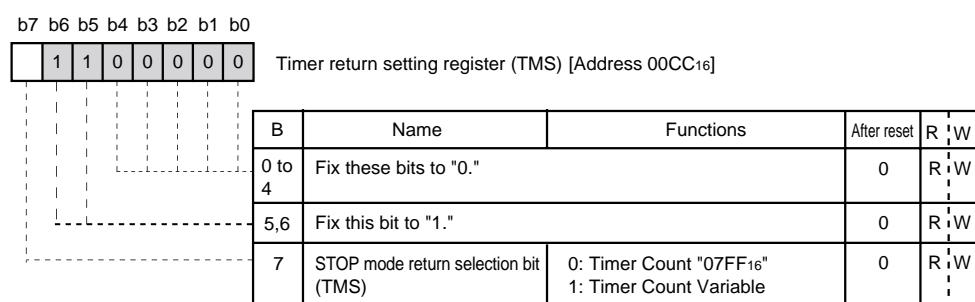 b7 b6 b5 b4 b3 b2 b1 b0
1 1 0 0 0 0 0
Timer return setting register (TMS) [Address 00CC16]
B Name Functions After reset R W
0 to 4 Fix these bits to "0." 0 R W
5,6 Fix this bit to "1." 0 R W
7 STOP mode return selection bit (TMS) 0: Timer Count "07FF16" 0 R W
1: Timer Count Variable